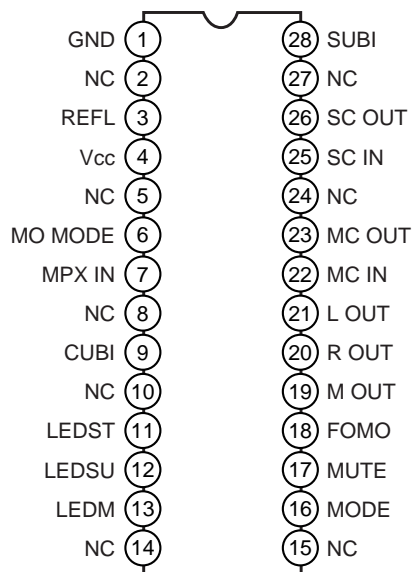 GND 1 28 SUBI
NC 2 27 NC
REFL 3 26 SC OUT
Vcc 4 25 SC IN
NC 5 24 NC
MO MODE 6 23 MC OUT
MPX IN 7 22 MC IN
NC 8 21 L OUT
CUBI 9 20 R OUT
NC 10 19 M OUT
LEDST 11 18 FOMO
LEDSU 12 17 MUTE
LEDM 13 16 MODE
NC 14 15 NC